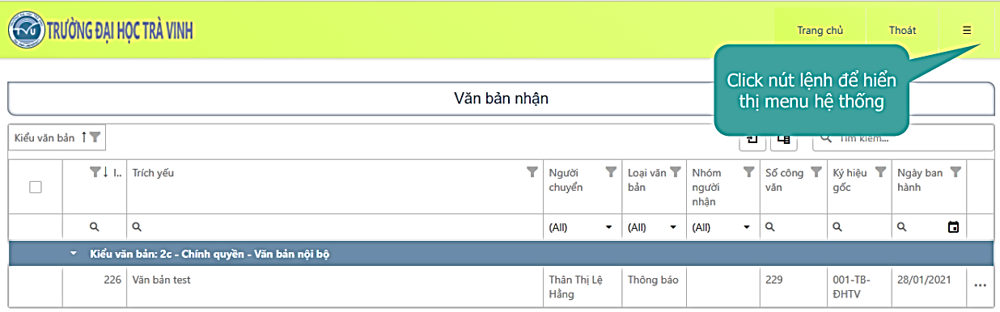 TVU
TRƯỜNG ĐẠI HỌC TRÀ VINH
Trang chủ
Thoát
Click nút lệnh để hiển
thị menu hệ thống
Văn bản nhận
Kiểu văn bản
Tìm kiếm...
I..
Trích yếu
Người
chuyển
Loại văn
bản
Nhóm
người
nhận
Số công
văn
Ký hiệu
gốc
Ngày ban
hành
(All)
(All)
(All)
Kiểu văn bản: 2c - Chính quyền - Văn bản nội bộ
226
Văn bản test
Thân Thị Lệ
Hằng
Thông báo
229
001-TB-
ĐHTV
28/01/2021
...